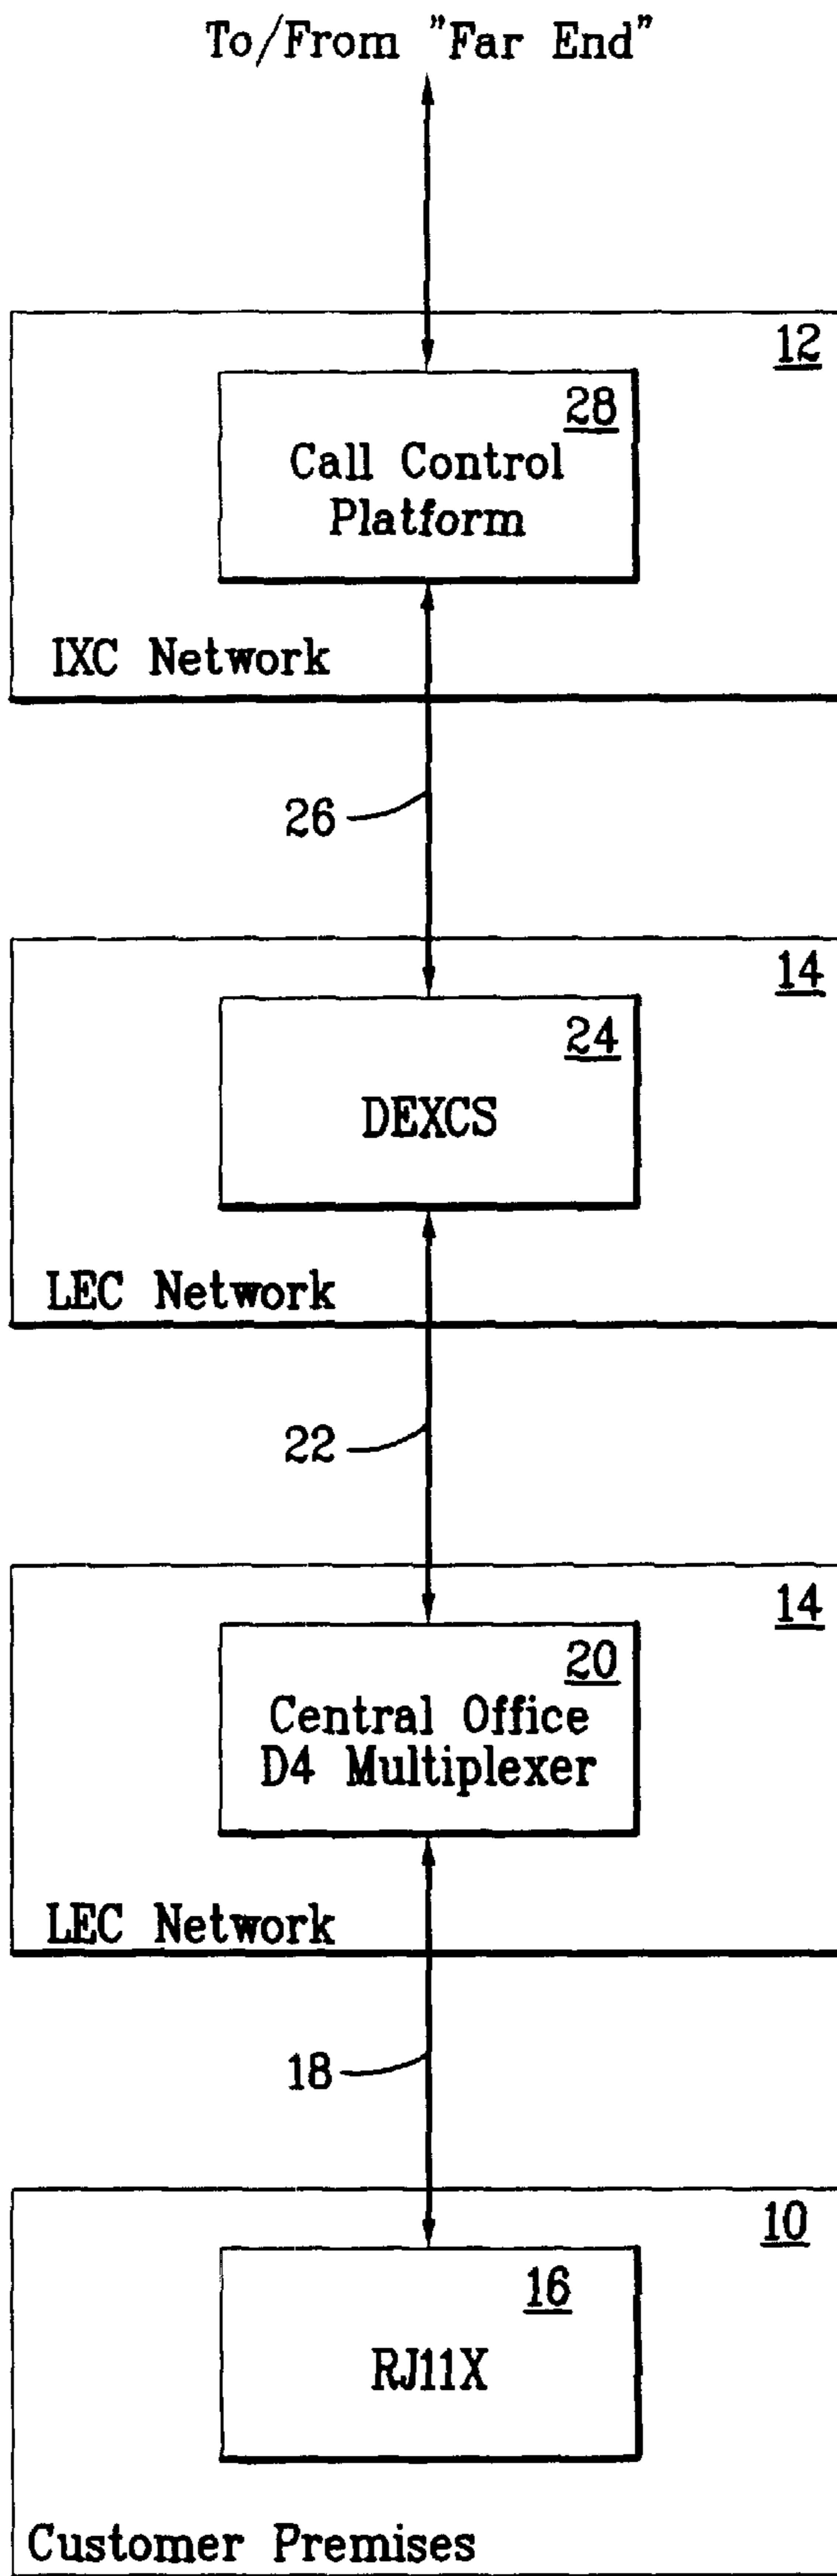 To/From "Far End"
12
28
Call Control
Platform
IXC Network
26
14
24
DEXCS
LEC Network
22
14
20
Central Office
D4 Multiplexer
LEC Network
18
10
16
RJ11X
Customer Premises